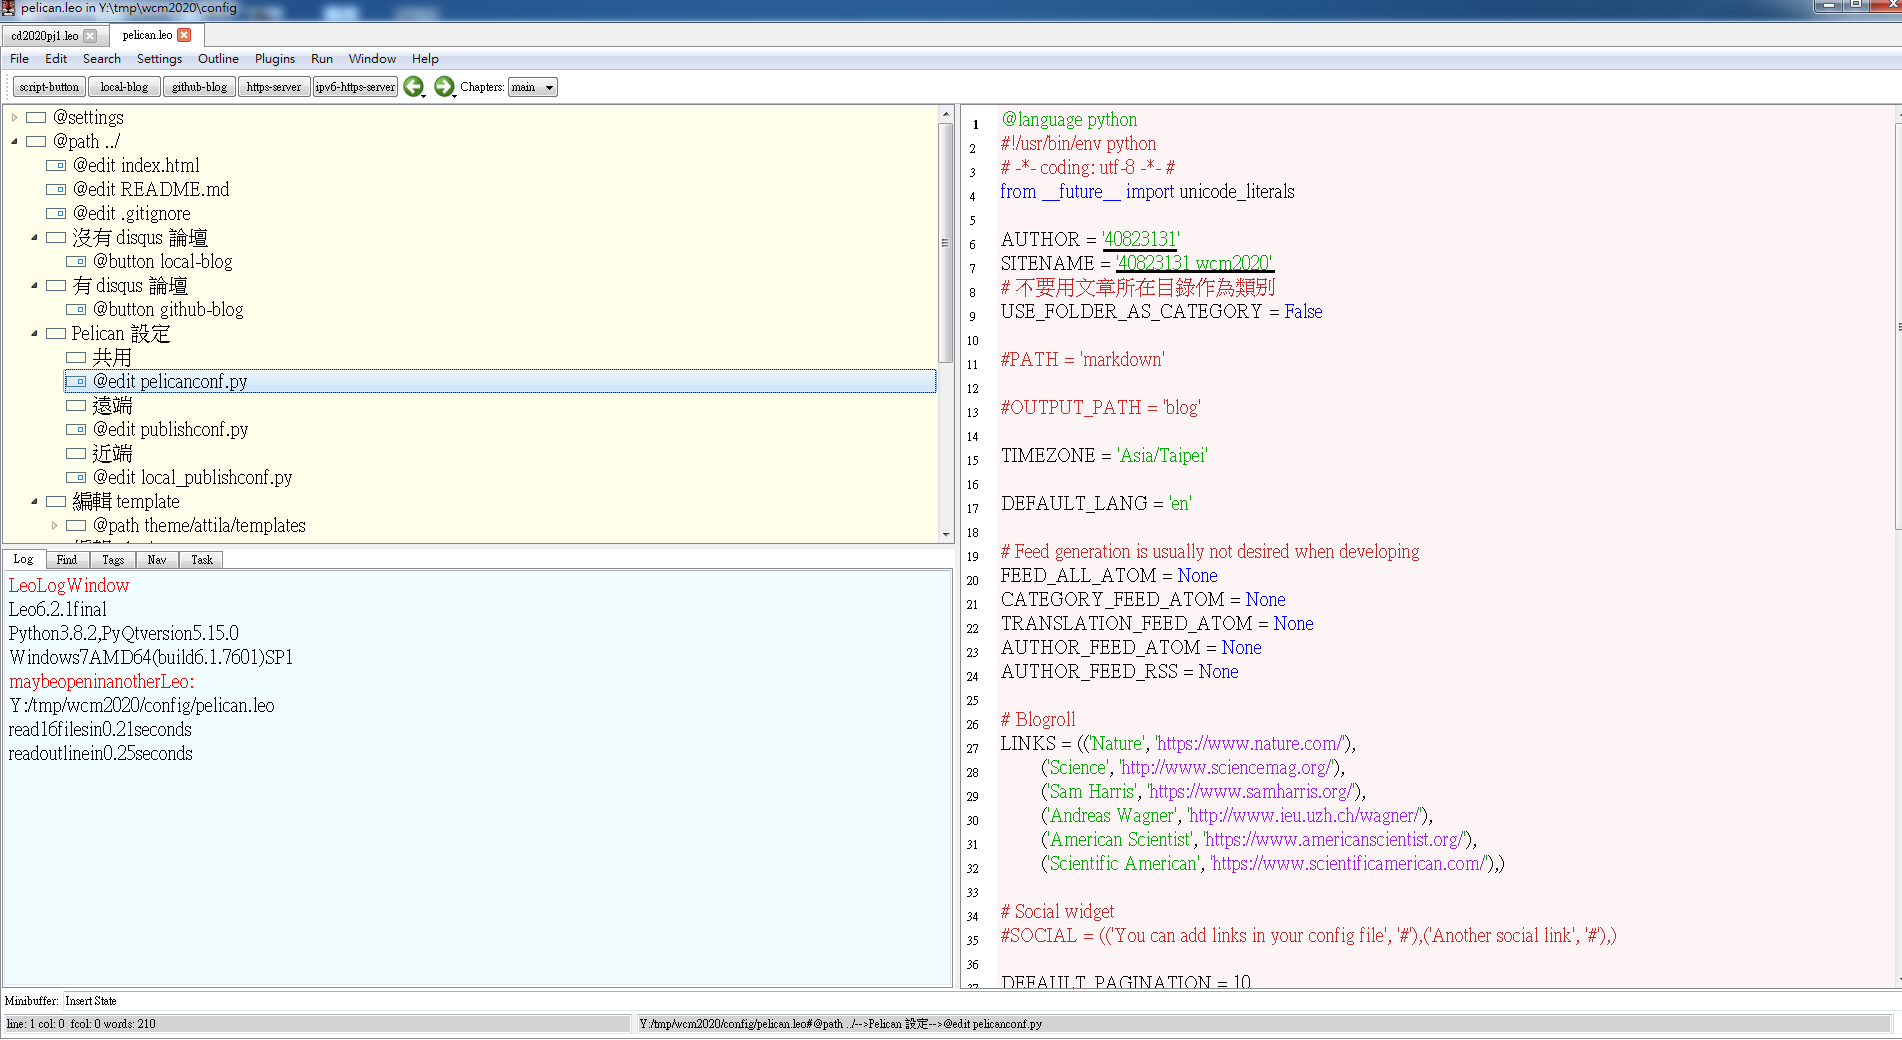 pelican.leo in Y:\tmp\wcm2020\config
cd2020pj1.leo pelican.leo
File Edit Search Settings Outline Plugins Run Window Help
script-button local-blog github-blog https-server ipv6-https-server Chapters: main
@settings
@path ../
@edit index.html
@edit README.md
@edit .gitignore
沒有 disqus 論壇
@button local-blog
有 disqus 論壇
@button github-blog
Pelican 設定
共用
@edit pelicanconf.py
遠端
@edit publishconf.py
近端
@edit local_publishconf.py
編輯 template
@path theme/attila/templates
Log Find Tags Nav Task
LeoLogWindow
Leo6.2.1final
Python3.8.2,PyQtversion5.15.0
Windows7AMD64(build6.1.7601)SP1
maybeopeninanotherLeo:
Y:/tmp/wcm2020/config/pelican.leo
read16filesin0.21seconds
readoutlinein0.25seconds
1 @language python
2 #!/usr/bin/env python
3 # -*- coding: utf-8 -*- #
4 from __future__ import unicode_literals
5
6 AUTHOR = '40823131'
7 SITENAME = '40823131 wcm2020'
8 # 不要用文章所在目錄作為類別
9 USE_FOLDER_AS_CATEGORY = False
10
11 #PATH = 'markdown'
12
13 #OUTPUT_PATH = 'blog'
14
15 TIMEZONE = 'Asia/Taipei'
16
17 DEFAULT_LANG = 'en'
18
19 # Feed generation is usually not desired when developing
20 FEED_ALL_ATOM = None
21 CATEGORY_FEED_ATOM = None
22 TRANSLATION_FEED_ATOM = None
23 AUTHOR_FEED_ATOM = None
24 AUTHOR_FEED_RSS = None
25
26 # Blogroll
27 LINKS = (('Nature', 'https://www.nature.com/'),
28 ('Science', 'http://www.sciencemag.org/'),
29 ('Sam Harris', 'https://www.samharris.org/'),
30 ('Andreas Wagner', 'http://www.ieu.uzh.ch/wagner/'),
31 ('American Scientist', 'https://www.americanscientist.org/'),
32 ('Scientific American', 'https://www.scientificamerican.com/'),)
33
34 # Social widget
35 #SOCIAL = (('You can add links in your config file', '#'),('Another social link', '#'),)
36
37 DEFAULT_PAGINATION = 10
Minibuffer: Insert State
line: 1 col: 0 fcol: 0 words: 210
Y:/tmp/wcm2020/config/pelican.leo#@path ../-->Pelican 設定-->@edit pelicanconf.py